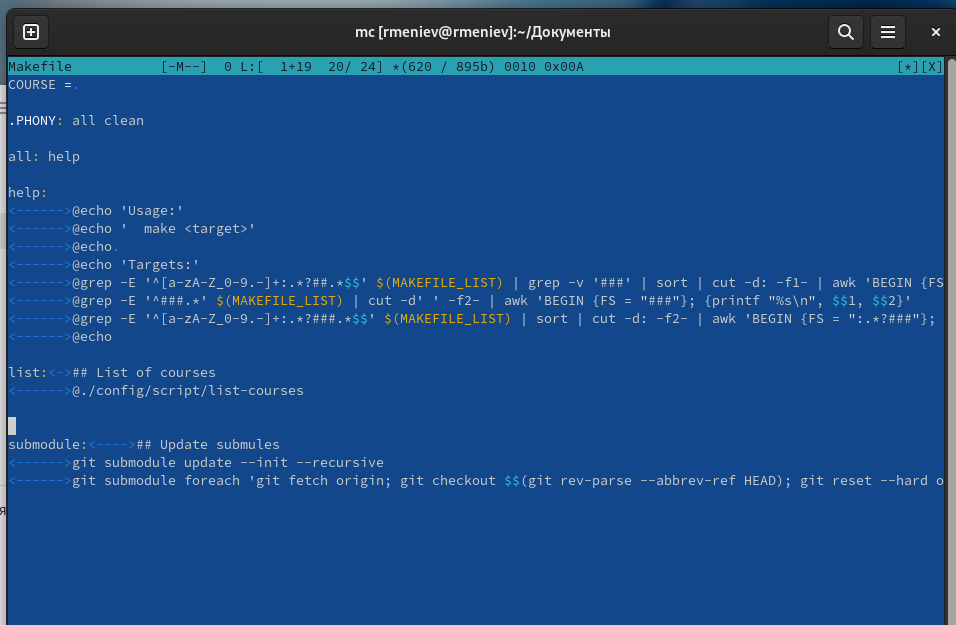 mc [rmeniev@rmeniev]:~/Документы
Makefile [-M--] 0 L:[ 1+19 20/ 24] *(620 / 895b) 0010 0x00A [*][X]
COURSE =.
.PHONY: all clean
all: help
help:
<------>@echo 'Usage:'
<------>@echo '  make <target>'
<------>@echo.
<------>@echo 'Targets:'
<------>@grep -E '^[a-zA-Z_0-9.-]+:.*?##.*$$' $(MAKEFILE_LIST) | grep -v '###' | sort | cut -d: -f1- | awk 'BEGIN {FS
<------>@grep -E '^###.*' $(MAKEFILE_LIST) | cut -d' ' -f2- | awk 'BEGIN {FS = "###"}; {printf "%s\n", $$1, $$2}'
<------>@grep -E '^[a-zA-Z_0-9.-]+:.*?###.*$$' $(MAKEFILE_LIST) | sort | cut -d: -f2- | awk 'BEGIN {FS = ":.*?###"};
<------>@echo
list:<->## List of courses
<------>@./config/script/list-courses
submodule:<---->## Update submules
<------>git submodule update --init --recursive
<------>git submodule foreach 'git fetch origin; git checkout $$(git rev-parse --abbrev-ref HEAD); git reset --hard o